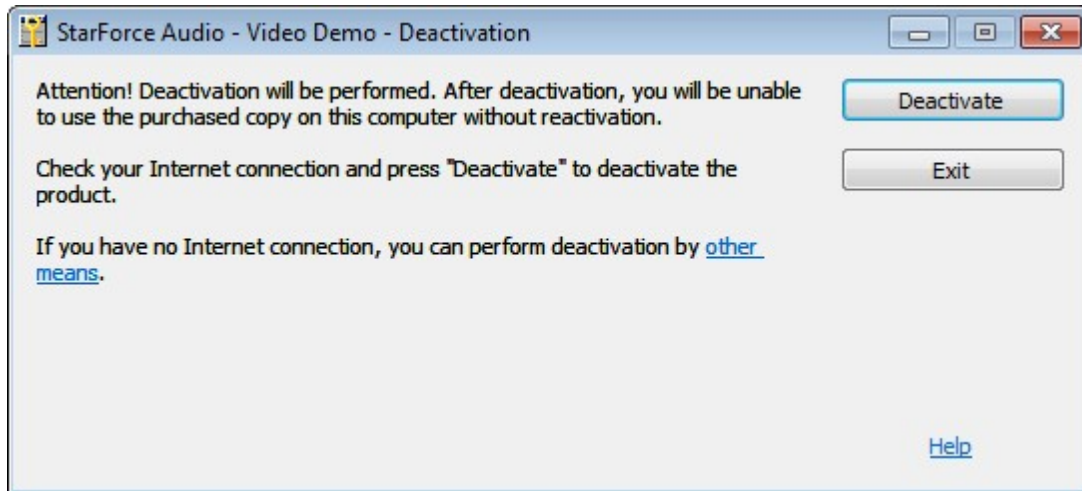 StarForce Audio - Video Demo - Deactivation
Attention! Deactivation will be performed. After deactivation, you will be unable
to use the purchased copy on this computer without reactivation.
Deactivate
Check your Internet connection and press "Deactivate" to deactivate the
product.
Exit
If you have no Internet connection, you can perform deactivation by other
means.
Help